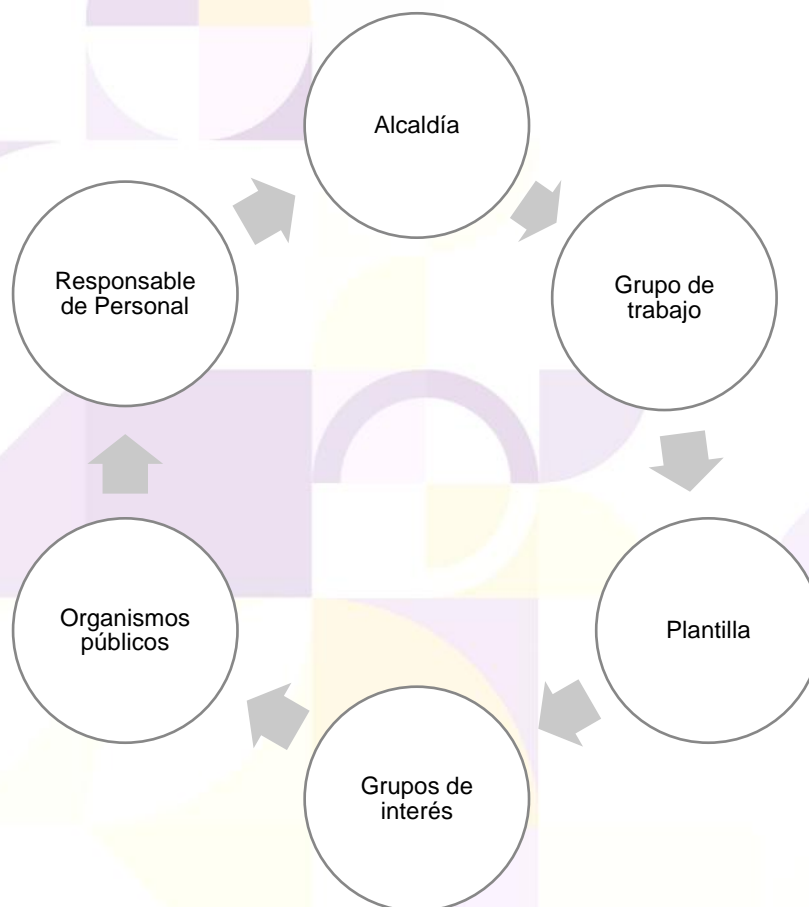 Alcaldía
Grupo de
trabajo
Plantilla
Grupos de
interés
Organismos
públicos
Responsable
de Personal